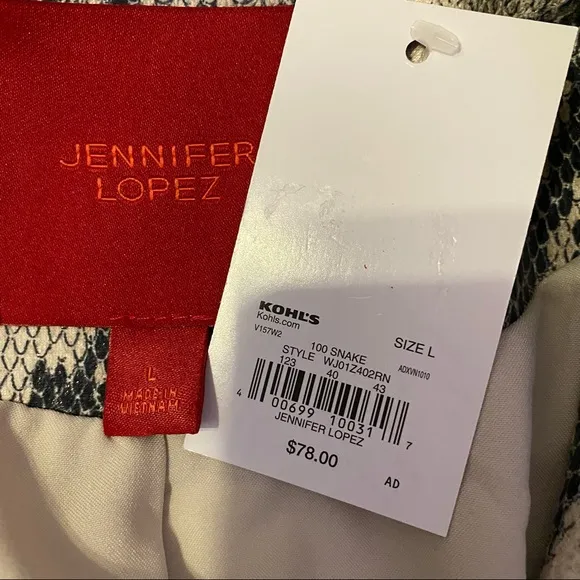 JENNIFER
LOPEZ
L
MADE IN
VIETNAM
KOHL'S
Kohls.com
V157W2
SIZE L
100 SNAKE
ADXVN1010
STYLE WJ01Z402RN
123 40 43
4 00699 10031 7
JENNIFER LOPEZ
$78.00
AD